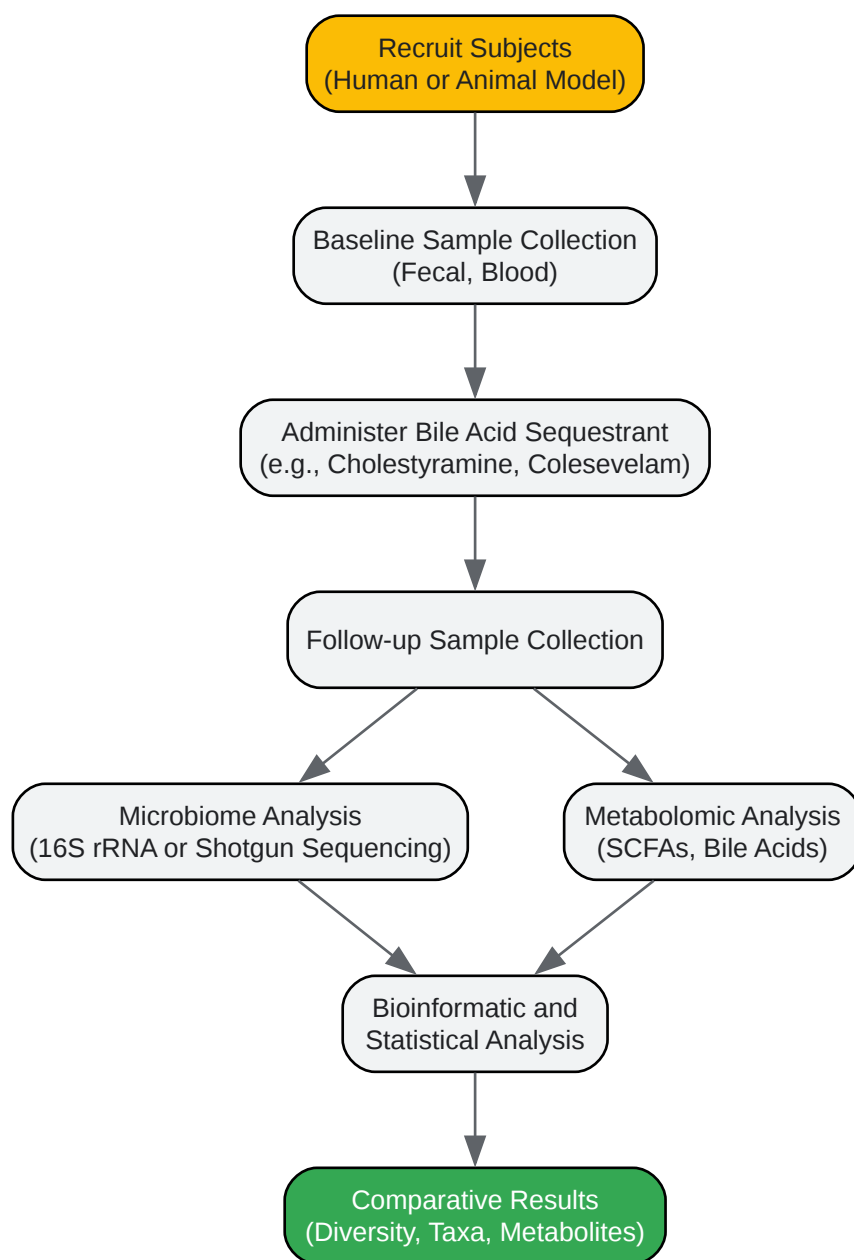 Recruit Subjects
(Human or Animal Model)
Baseline Sample Collection
(Fecal, Blood)
Administer Bile Acid Sequestrant
(e.g., Cholestyramine, Colesevelam)
Follow-up Sample Collection
Microbiome Analysis
(16S rRNA or Shotgun Sequencing)
Metabolomic Analysis
(SCFAs, Bile Acids)
Bioinformatic and
Statistical Analysis
Comparative Results
(Diversity, Taxa, Metabolites)